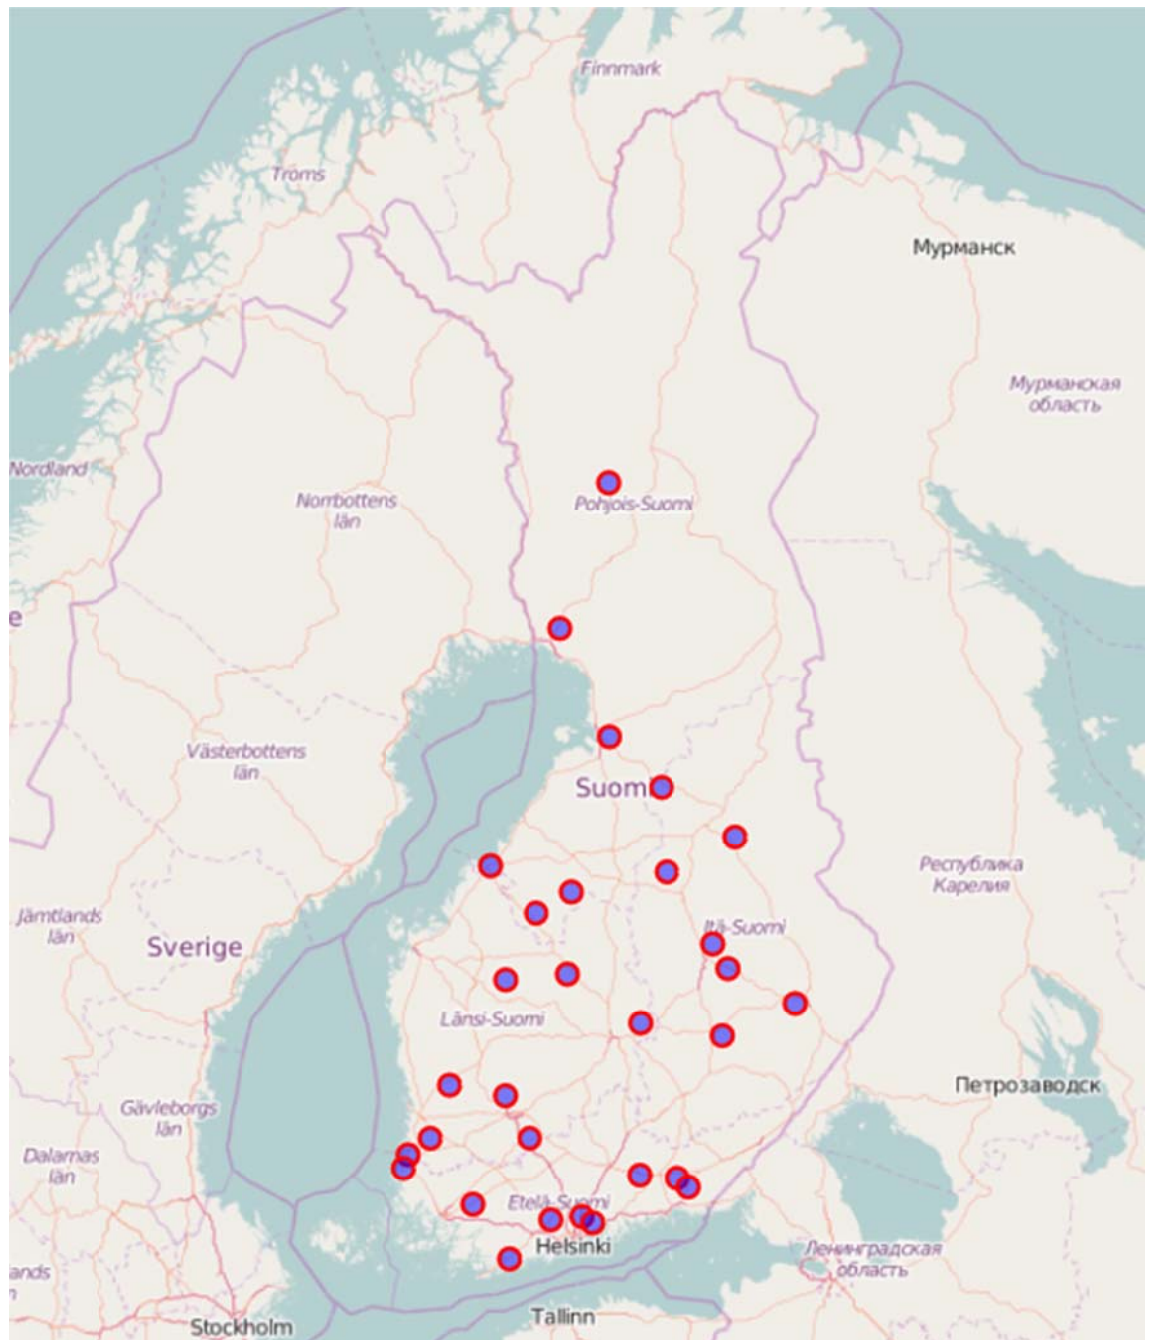 Finnmark
Troms
Мурманск
Мурманская
область
Nordland
Norrbottens
län
Pohjois-Suomi
e
Västerbottens
län
Suomi
Республика
Карелия
Jämtlands
län
Sverige
Itä-Suomi
Länsi-Suomi
Петрозаводск
Gävleborgs
län
Dalarnas
län
Etelä-Suomi
Helsinki
Ленинградская
область
ands
n
Tallinn
Stockholm